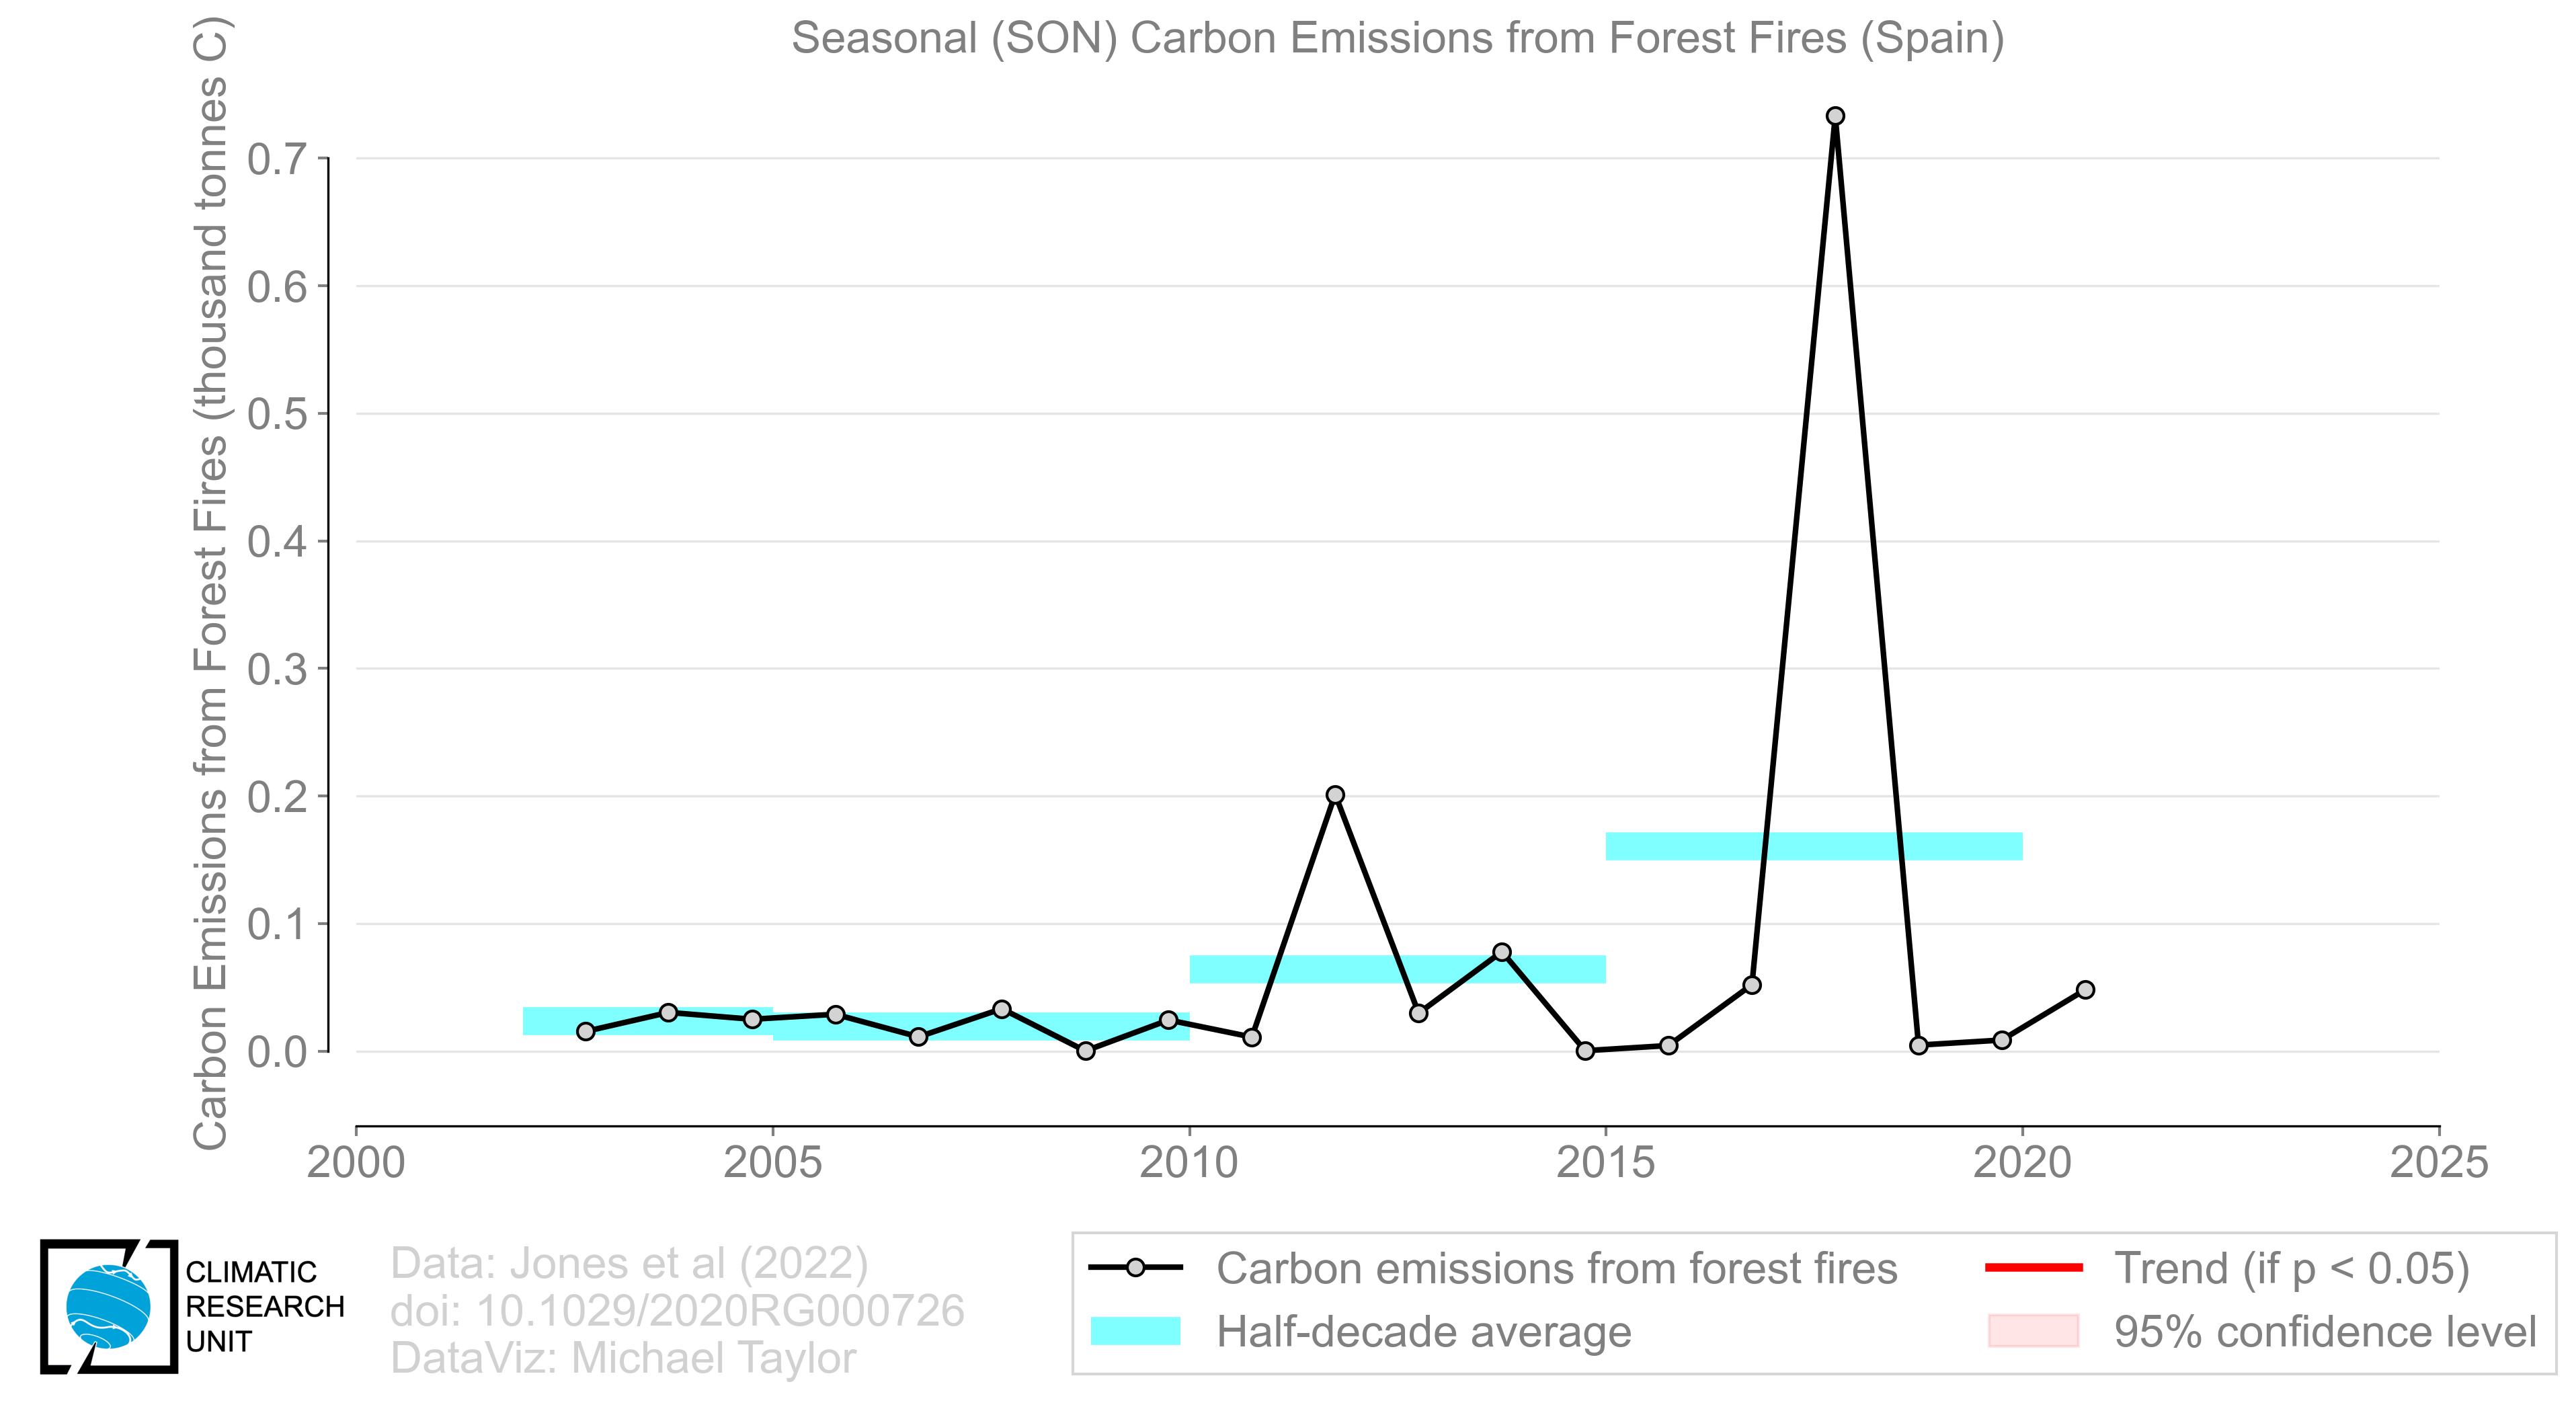 Seasonal (SON) Carbon Emissions from Forest Fires (Spain)
Carbon Emissions from Forest Fires (thousand tonnes C)
0.7
0.6
0.5
0.4
0.3
0.2
0.1
0.0
2000 2005 2010 2015 2020 2025
CLIMATIC
RESEARCH
UNIT
Data: Jones et al (2022)
doi: 10.1029/2020RG000726
DataViz: Michael Taylor
Carbon emissions from forest fires
Half-decade average
Trend (if p < 0.05)
95% confidence level